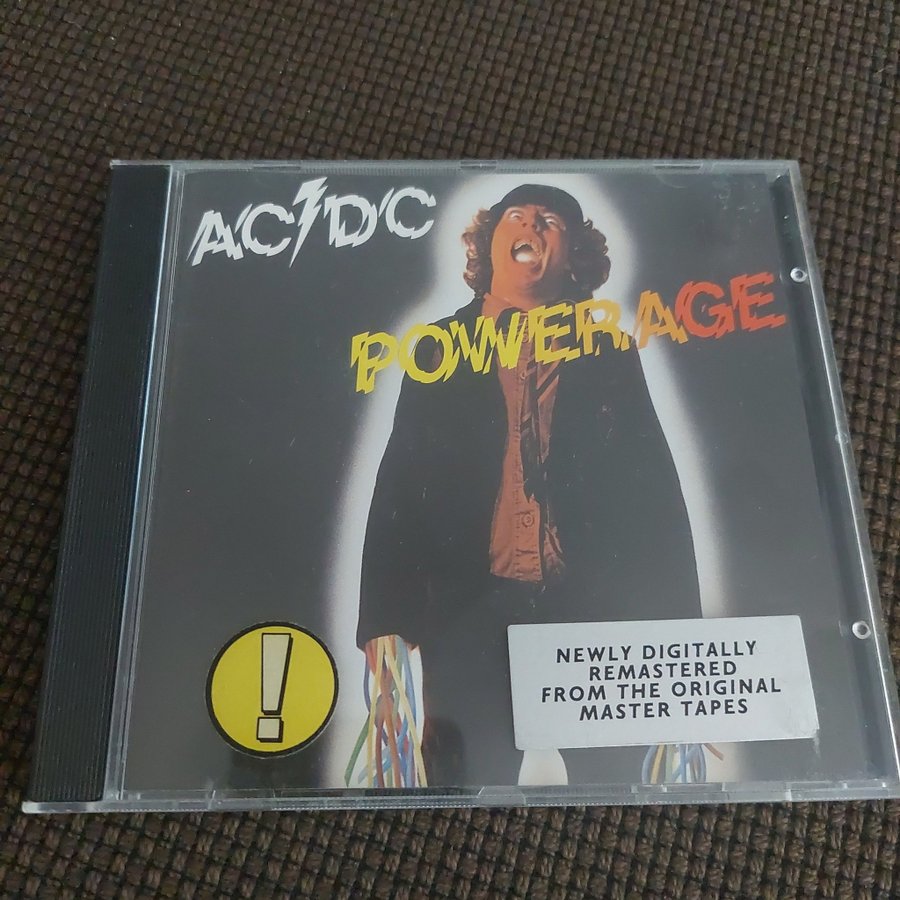 AC⚡DC
POWERAGE
!
NEWLY DIGITALLY
REMASTERED
FROM THE ORIGINAL
MASTER TAPES